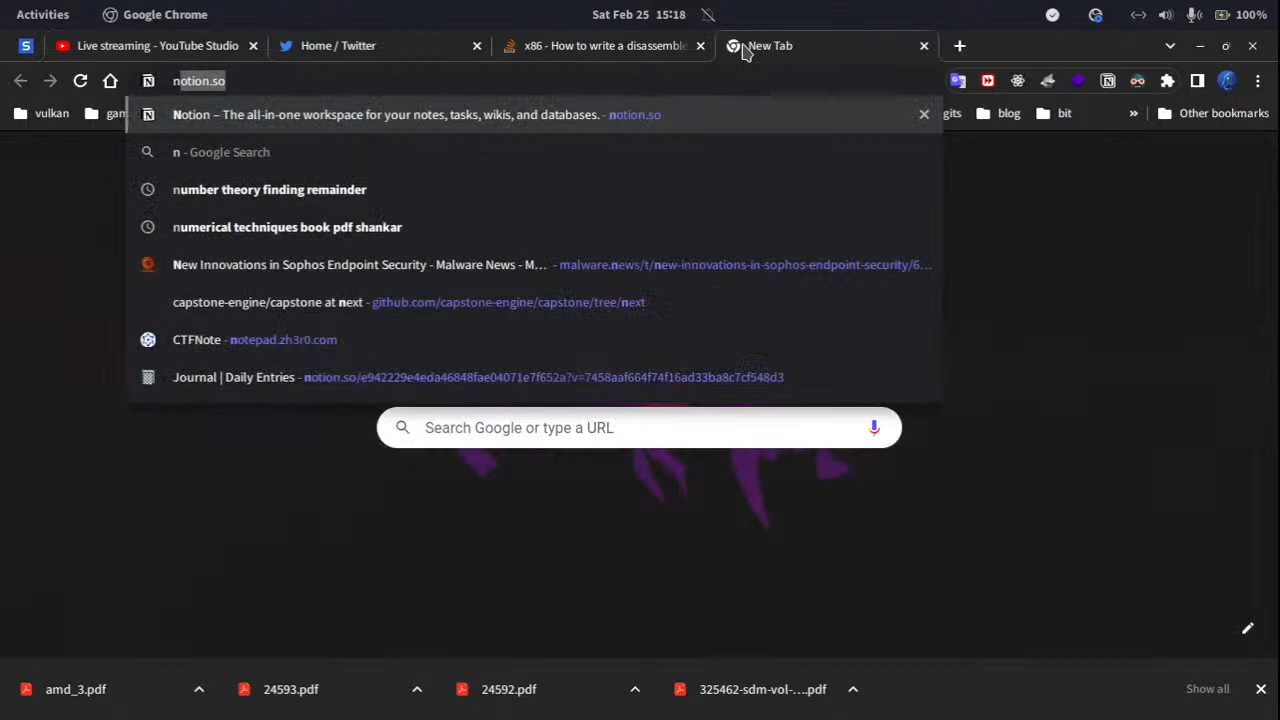 Activities Google Chrome Sat Feb 25 15:18 100%
S Live streaming - YouTube Studio Home / Twitter x86 - How to write a disassemble New Tab
notion.so
vulkan gam gits blog bit » Other bookmarks
Notion – The all-in-one workspace for your notes, tasks, wikis, and databases. - notion.so
n - Google Search
number theory finding remainder
numerical techniques book pdf shankar
New Innovations in Sophos Endpoint Security - Malware News - M... - malware.news/t/new-innovations-in-sophos-endpoint-security/6...
capstone-engine/capstone at next - github.com/capstone-engine/capstone/tree/next
CTFNote - notepad.zh3r0.com
Journal | Daily Entries - notion.so/e942229e4eda46848fae04071e7f652a?v=7458aaf664f74f16ad33ba8c7cf548d3
Search Google or type a URL
amd_3.pdf 24593.pdf 24592.pdf 325462-sdm-vol-....pdf Show all